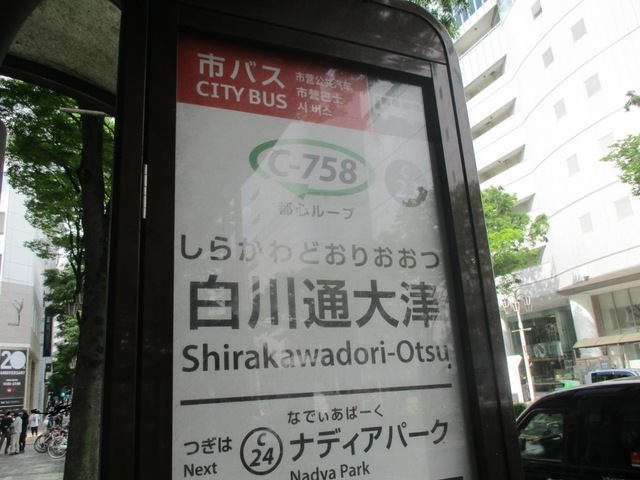 市バス
CITY BUS
市营公共汽车
市營巴士
시 버스
C-758
都心ループ
しらかわどおりおおつ
白川通大津
Shirakawadori-Otsu
なでぃあぱーく
つぎは C 24 ナディアパーク
Next Nadya Park
20